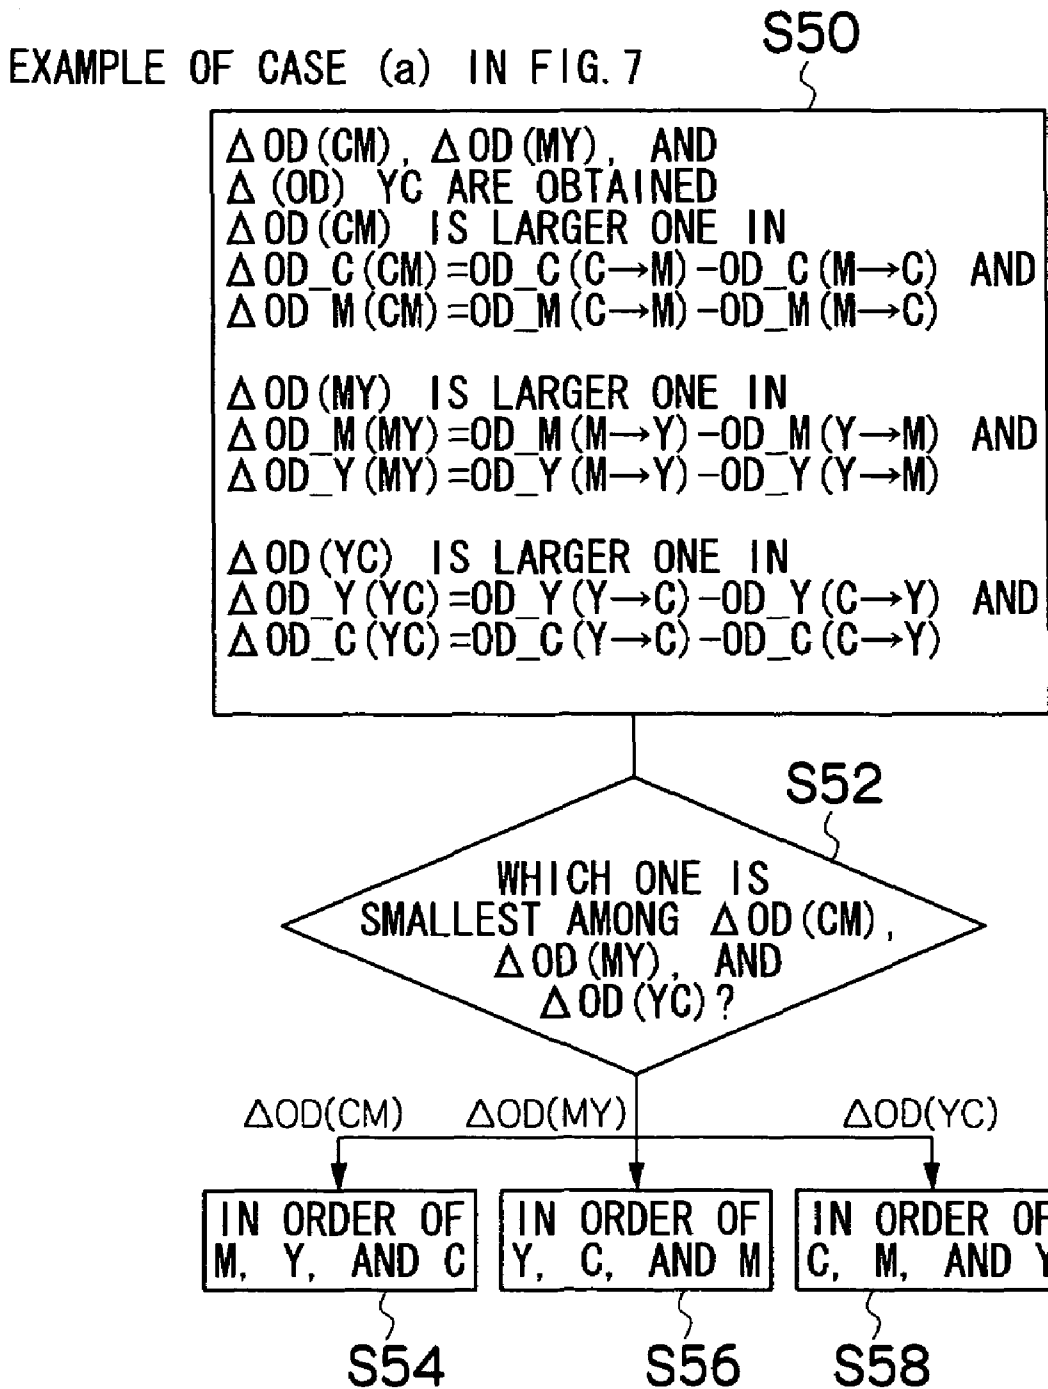 S50
EXAMPLE OF CASE (a) IN FIG. 7
ΔOD(CM), ΔOD(MY), AND
Δ(OD) YC ARE OBTAINED
ΔOD(CM) IS LARGER ONE IN
ΔOD_C(CM)=OD_C(C→M)-OD_C(M→C) AND
ΔOD_M(CM)=OD_M(C→M)-OD_M(M→C)
ΔOD(MY) IS LARGER ONE IN
ΔOD_M(MY)=OD_M(M→Y)-OD_M(Y→M) AND
ΔOD_Y(MY)=OD_Y(M→Y)-OD_Y(Y→M)
ΔOD(YC) IS LARGER ONE IN
ΔOD_Y(YC)=OD_Y(Y→C)-OD_Y(C→Y) AND
ΔOD_C(YC)=OD_C(Y→C)-OD_C(C→Y)
S52
WHICH ONE IS
SMALLEST AMONG ΔOD(CM),
ΔOD(MY), AND
ΔOD(YC)?
ΔOD(CM) ΔOD(MY) ΔOD(YC)
IN ORDER OF
M, Y, AND C
IN ORDER OF
Y, C, AND M
IN ORDER OF
C, M, AND Y
S54 S56 S58